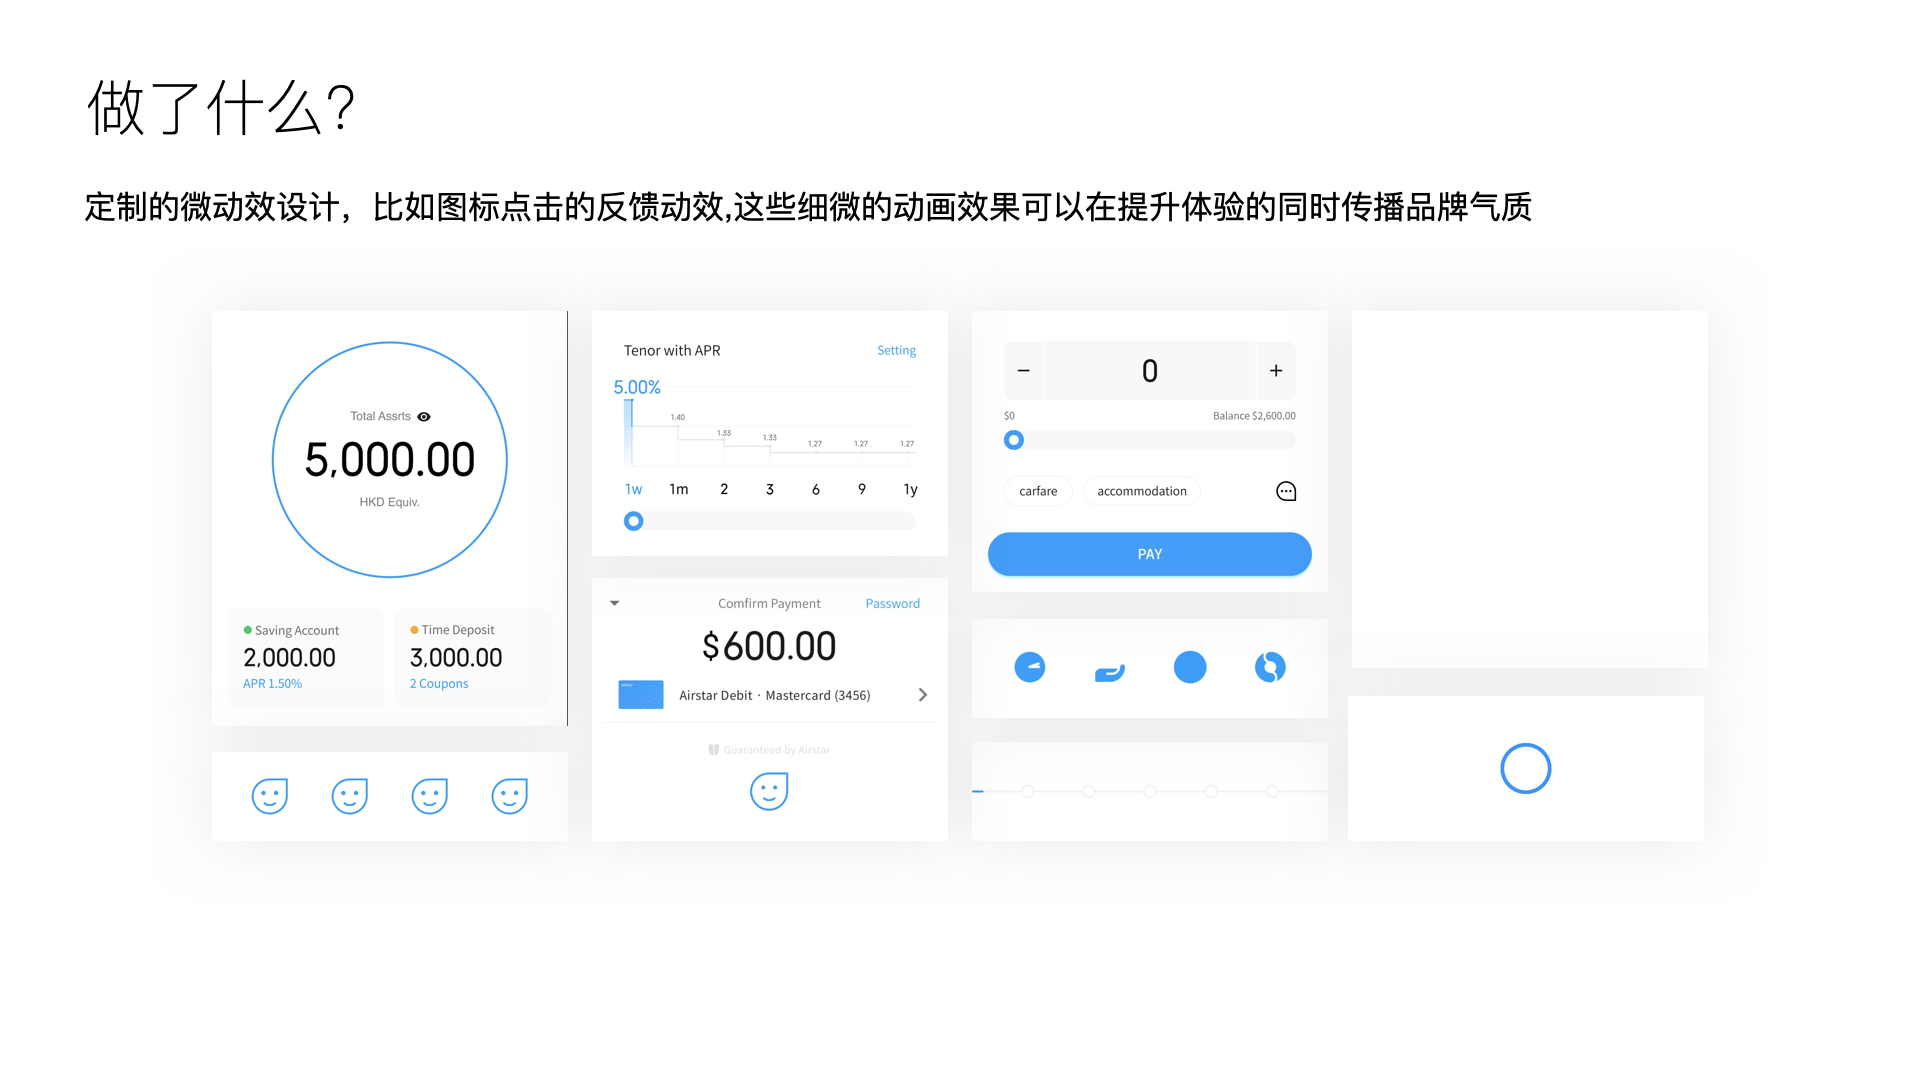 做了什么？
定制的微动效设计，比如图标点击的反馈动效,这些细微的动画效果可以在提升体验的同时传播品牌气质
Total Assrts
5,000.00
HKD Equiv.
Saving Account
2,000.00
APR 1.50%
Time Deposit
3,000.00
2 Coupons
Tenor with APR
Setting
5.00%
1.40
1.33
1.33
1.27
1.27
1.27
1w 1m 2 3 6 9 1y
Comfirm Payment
Password
$600.00
Airstar Debit · Mastercard (3456)
Guaranteed by Airstar
− 0 +
$0
Balance $2,600.00
carfare
accommodation
PAY